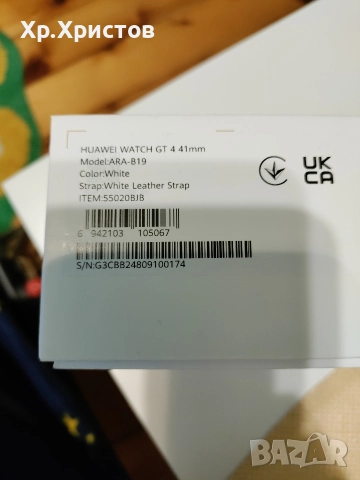 Хр.Христов
HUAWEI WATCH GT 4 41mm
Model:ARA-B19
Color:White
Strap:White Leather Strap
ITEM:55020BJB
6 942103 105067
S/N:G3CBB24809100174
UK
CA
BAZAR